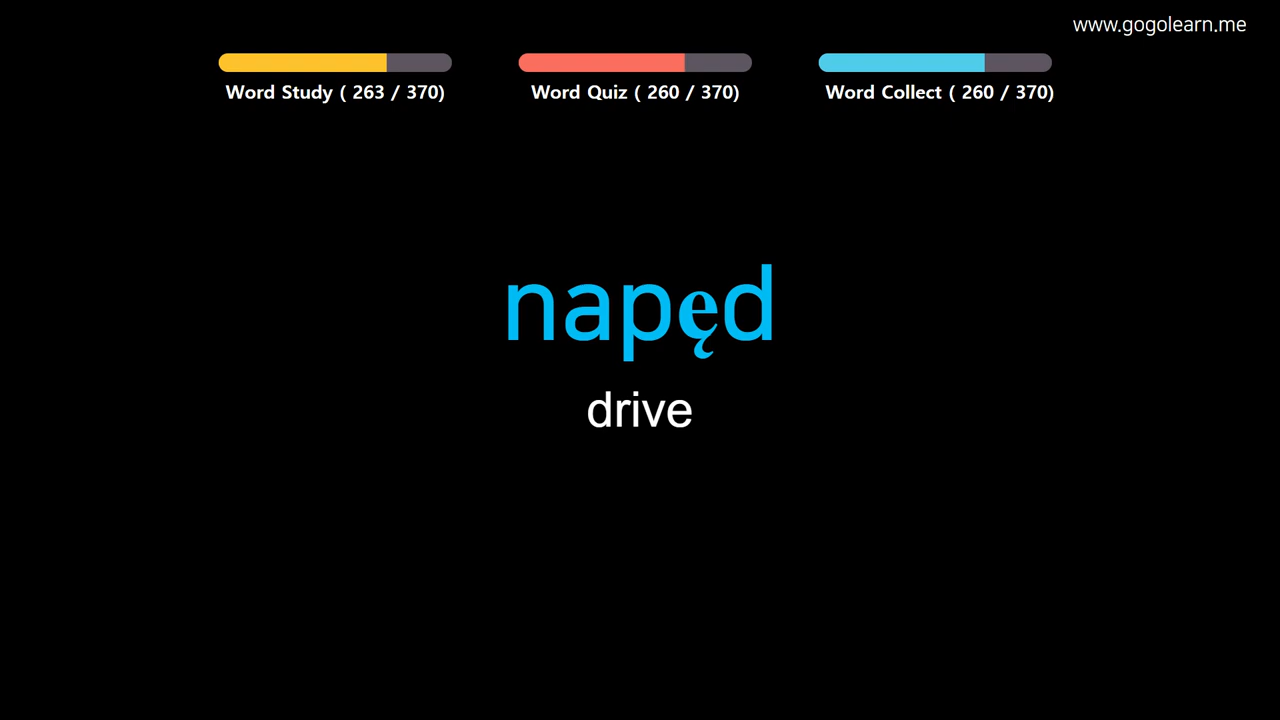 www.gogolearn.me
Word Study ( 263 / 370)
Word Quiz ( 260 / 370)
Word Collect ( 260 / 370)
napęd
drive